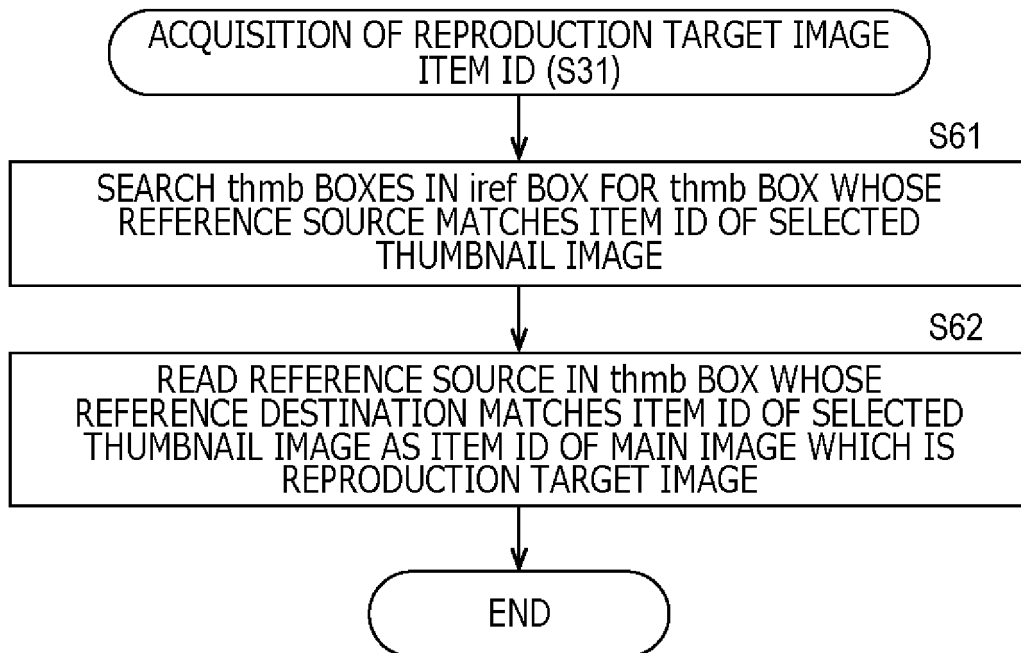 ACQUISITION OF REPRODUCTION TARGET IMAGE
ITEM ID (S31)
S61
SEARCH thmb BOXES IN iref BOX FOR thmb BOX WHOSE
REFERENCE SOURCE MATCHES ITEM ID OF SELECTED
THUMBNAIL IMAGE
S62
READ REFERENCE SOURCE IN thmb BOX WHOSE
REFERENCE DESTINATION MATCHES ITEM ID OF SELECTED
THUMBNAIL IMAGE AS ITEM ID OF MAIN IMAGE WHICH IS
REPRODUCTION TARGET IMAGE
END